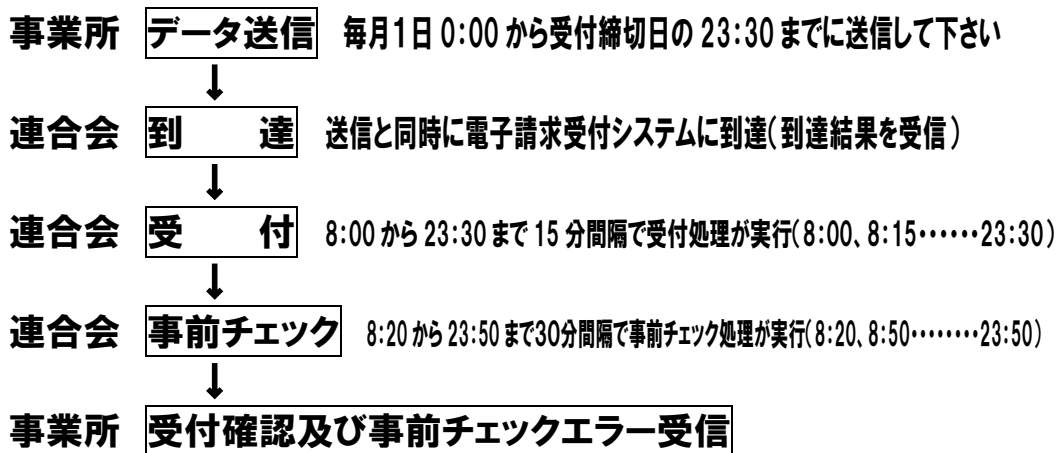 事業所 データ送信 毎月1日 0:00 から受付締切日の 23:30 までに送信して下さい
↓
連合会 到 達 送信と同時に電子請求受付システムに到達(到達結果を受信)
↓
連合会 受 付 8:00 から 23:30 まで 15 分間隔で受付処理が実行(8:00、8:15・・・・・・23:30)
↓
連合会 事前チェック 8:20 から 23:50 まで30分間隔で事前チェック処理が実行(8:20、8:50・・・・・・・・23:50)
↓
事業所 受付確認及び事前チェックエラー受信